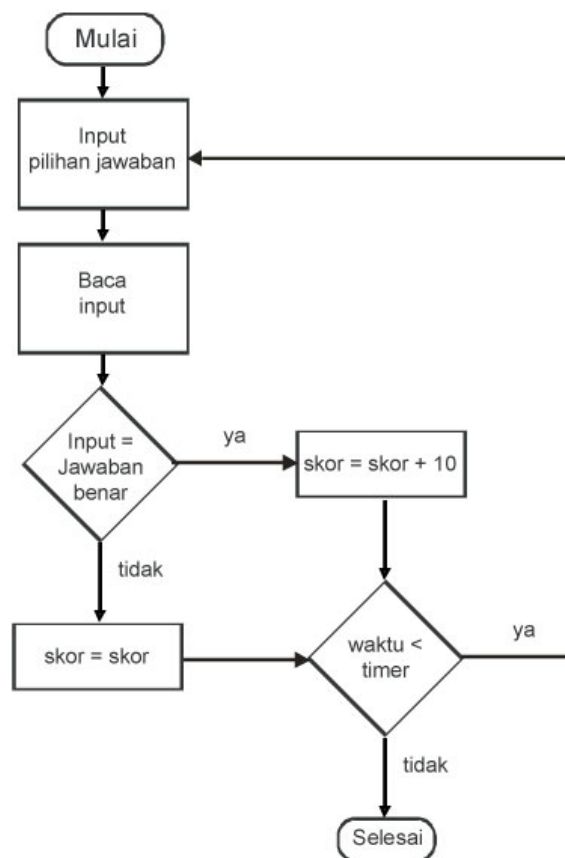 Mulai
Input
pilihan jawaban
Baca
input
Input =
Jawaban
benar
ya
skor = skor + 10
tidak
skor = skor
waktu <
timer
ya
tidak
Selesai